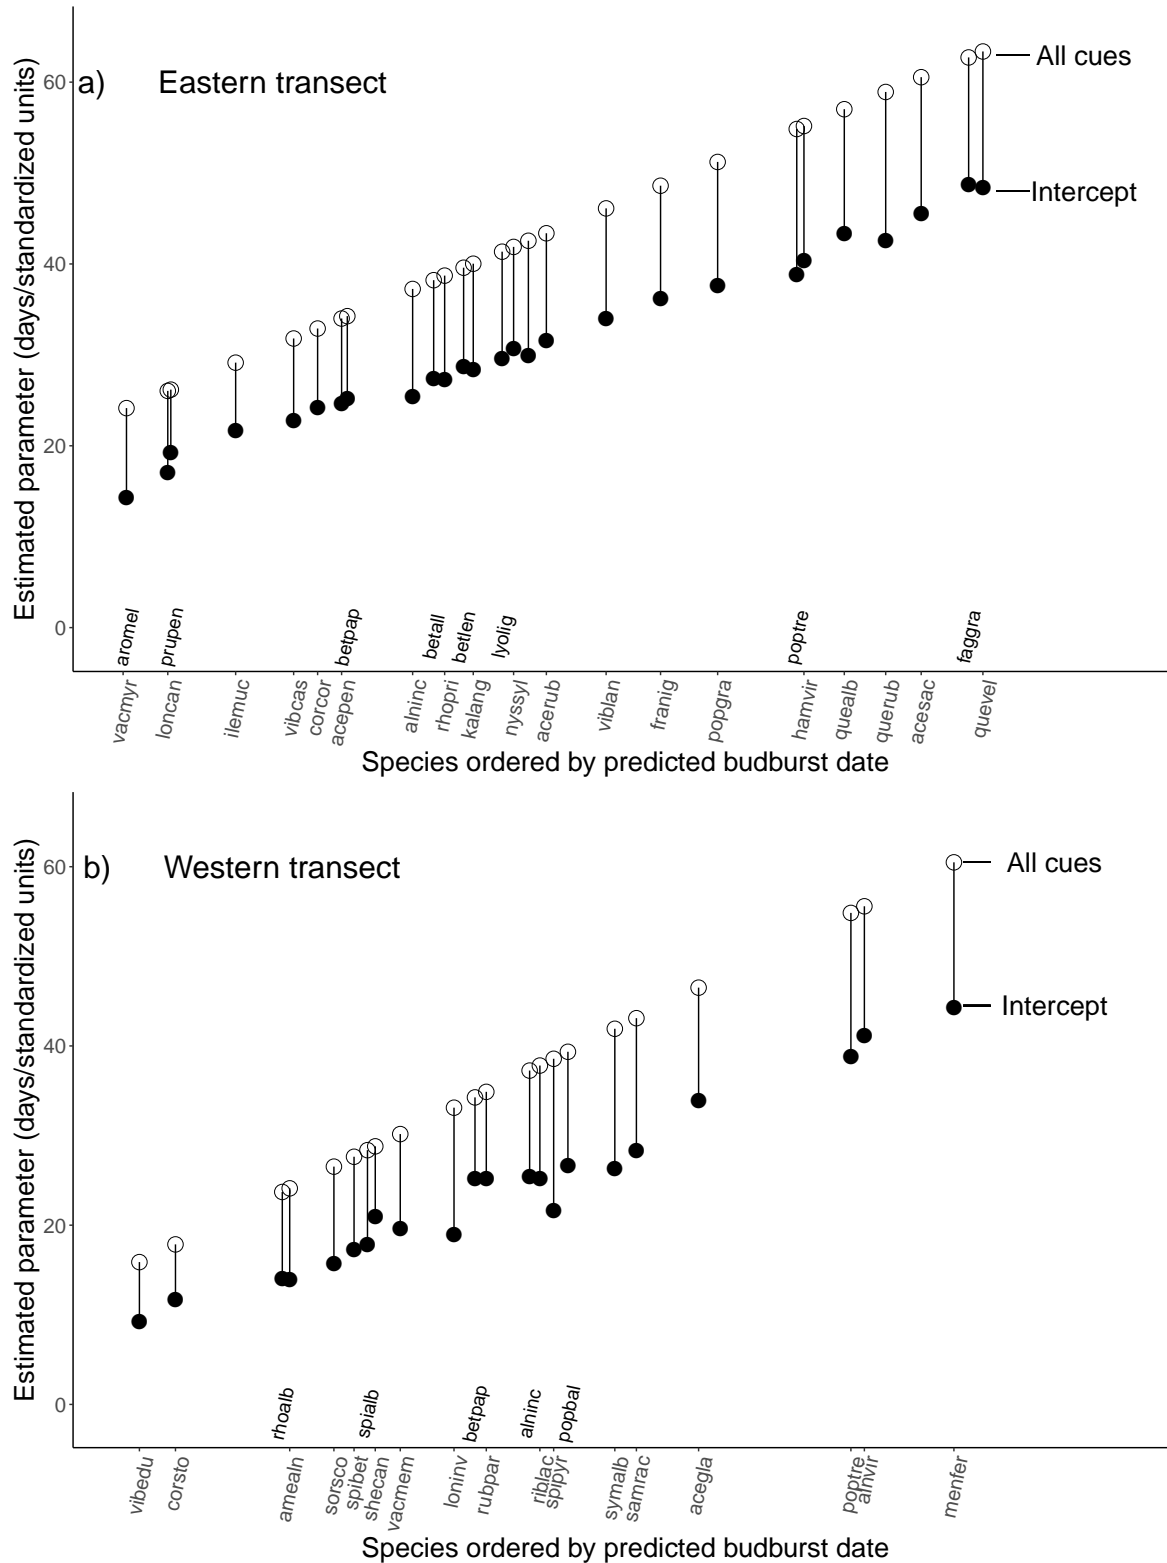 a) Eastern transect
All cues
Intercept
Estimated parameter (days/standardized units)
60
40
20
0
aromel prupen betpap betall betlen lyolig poptre faggra
vacmyr loncan ilemuc vibcas corcor acepen alninc rhopri kalang nyssyl acerub viblan franig popgra hamvir quealb querub acesac quevel
Species ordered by predicted budburst date
b) Western transect
All cues
Intercept
Estimated parameter (days/standardized units)
60
40
20
0
rhoalb spialb betpap alninc popbal
vibedu corsto amealn sorsco spibet shecan vacmem loninv rubpar riblac spipyr symalb samrac acegla poptre alnvir menfer
Species ordered by predicted budburst date